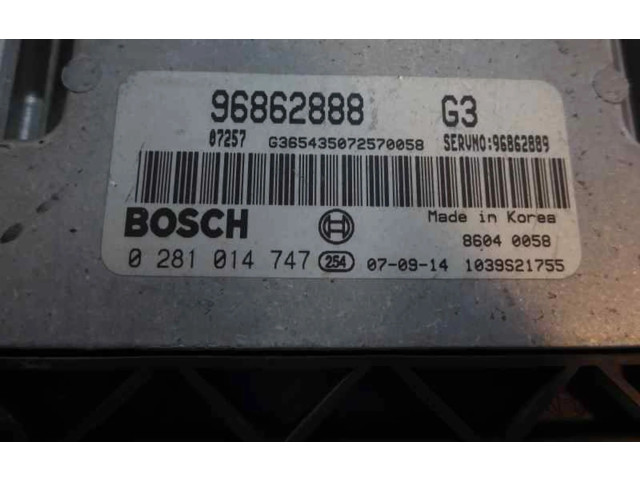 96862888 G3
07257 G365435072570058 SERVNO:96862889
BOSCH
Made in Korea
8604 0058
0 281 014 747 254 07-09-14 1039S21755